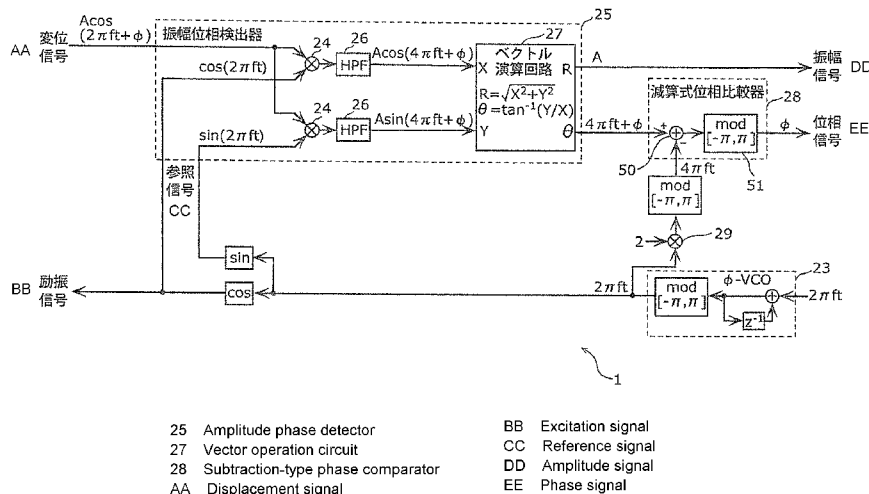 Acos
(2πft+φ)
AA 変位
信号
振幅位相検出器
25
24
26
cos(2πft)
HPF
Acos(4πft+φ)
27
X
ベクトル
演算回路
R
R=√X²+Y²
θ=tan⁻¹(Y/X)
Y
θ
A
振幅
信号
DD
24
26
sin(2πft)
HPF
Asin(4πft+φ)
4πft+φ
減算式位相比較器
28
+
−
50
mod
[-π,π]
51
φ
位相
信号
EE
4πft
mod
[-π,π]
参照
信号
CC
2
29
sin
BB 励振
信号
cos
2πft
φ-VCO
23
mod
[-π,π]
z⁻¹
+
2πft
1
25 Amplitude phase detector
27 Vector operation circuit
28 Subtraction-type phase comparator
AA Displacement signal
BB Excitation signal
CC Reference signal
DD Amplitude signal
EE Phase signal